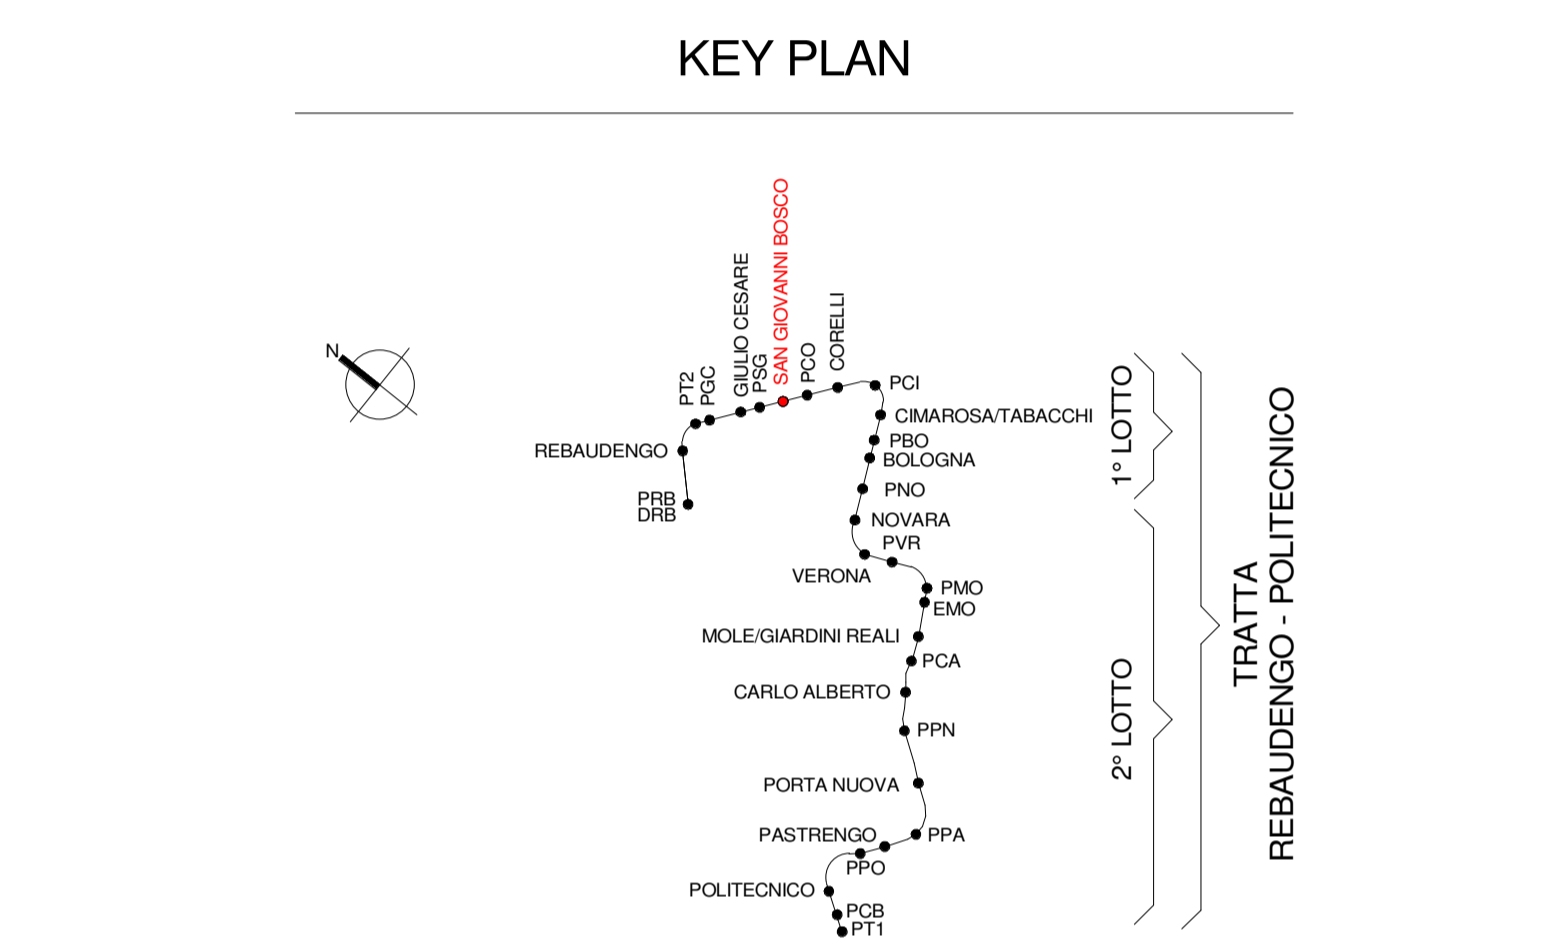 KEY PLAN
N
PT2
PGC
GIULIO CESARE
PSG
SAN GIOVANNI BOSCO
PCO
CORELLI
PCI
CIMAROSA/TABACCHI
PBO
BOLOGNA
PNO
NOVARA
PVR
VERONA
PMO
EMO
MOLE/GIARDINI REALI
PCA
CARLO ALBERTO
PPN
PORTA NUOVA
PPA
PASTRENGO
PPO
POLITECNICO
PCB
PT1
REBAUDENGO
PRB
DRB
1° LOTTO
2° LOTTO
TRATTA
REBAUDENGO - POLITECNICO